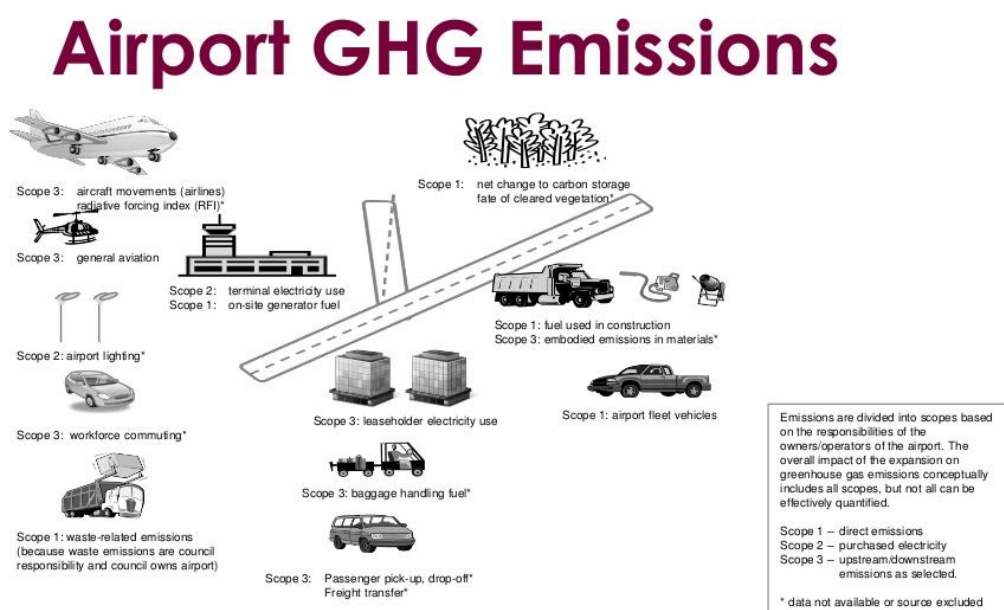 Airport GHG Emissions
Scope 3: aircraft movements (airlines)
radiative forcing index (RFI)*
Scope 1: net change to carbon storage
fate of cleared vegetation*
Scope 3: general aviation
Scope 2: terminal electricity use
Scope 1: on-site generator fuel
Scope 1: fuel used in construction
Scope 3: embodied emissions in materials*
Scope 2: airport lighting*
Scope 3: leaseholder electricity use
Scope 1: airport fleet vehicles
Scope 3: workforce commuting*
Scope 3: baggage handling fuel*
Scope 1: waste-related emissions
(because waste emissions are council
responsibility and council owns airport)
Scope 3: Passenger pick-up, drop-off*
Freight transfer*
Emissions are divided into scopes based
on the responsibilities of the
owners/operators of the airport. The
overall impact of the expansion on
greenhouse gas emissions conceptually
includes all scopes, but not all can be
effectively quantified.
Scope 1 – direct emissions
Scope 2 – purchased electricity
Scope 3 – upstream/downstream
emissions as selected.
* data not available or source excluded